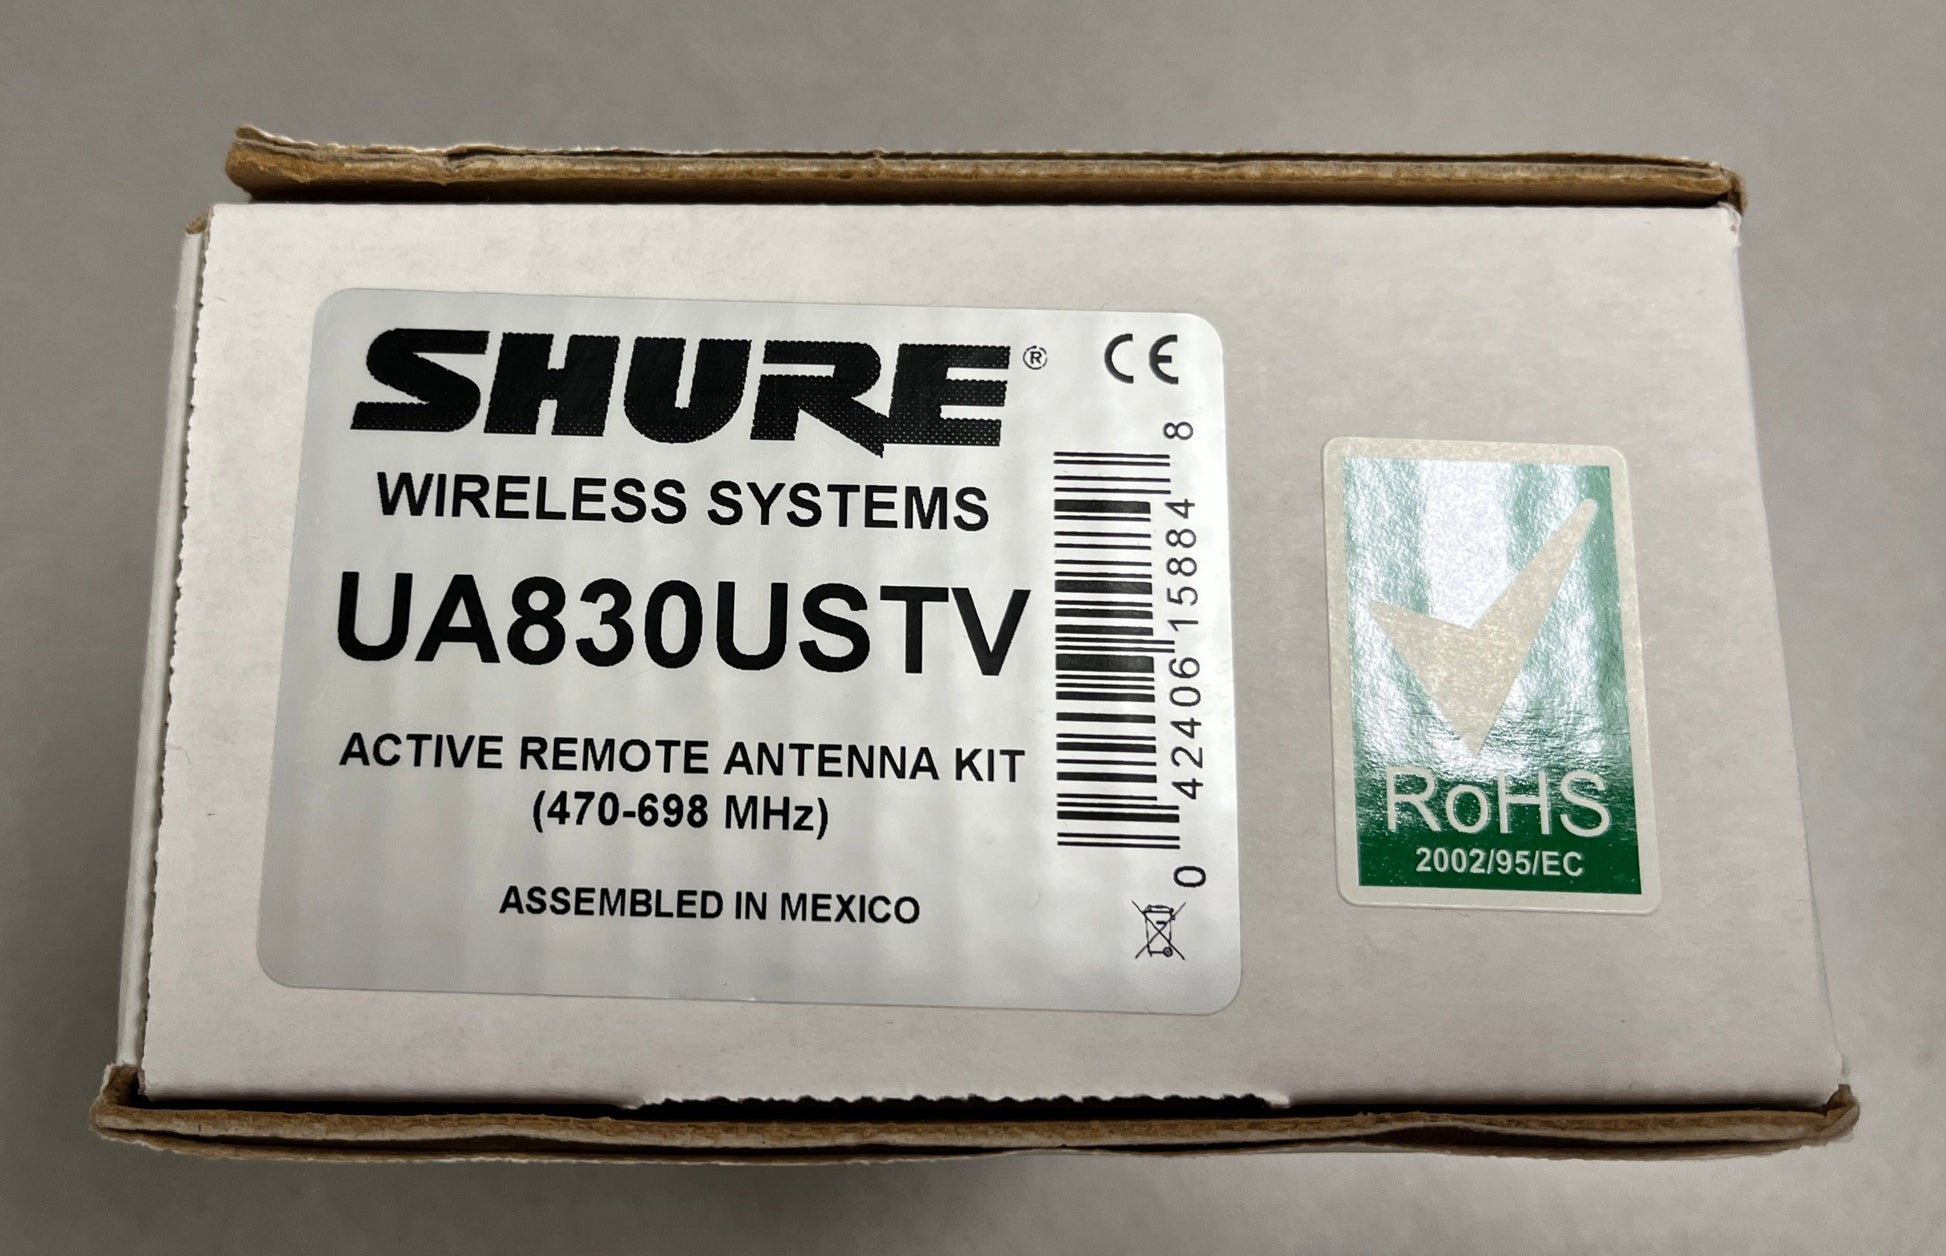 SHURE®
CE
WIRELESS SYSTEMS
UA830USTV
ACTIVE REMOTE ANTENNA KIT
(470-698 MHz)
ASSEMBLED IN MEXICO
0 42406 15884 8
RoHS
2002/95/EC